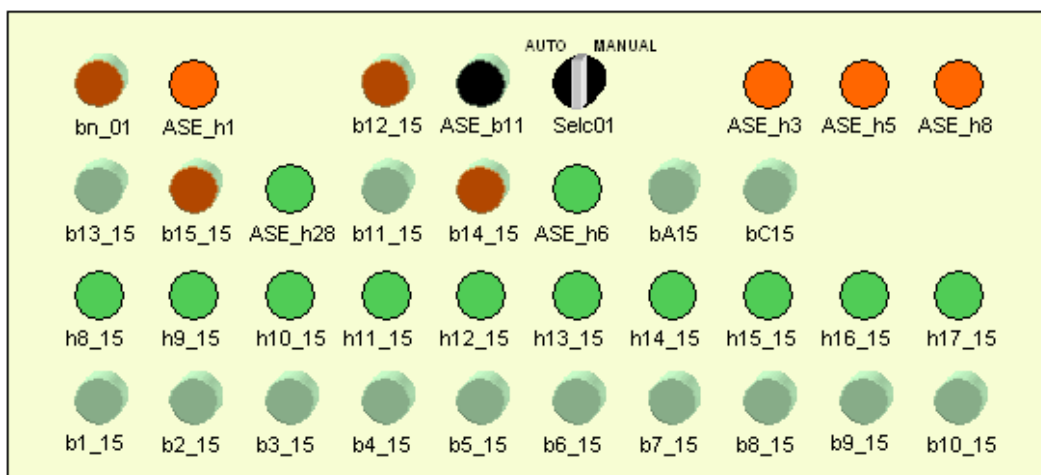 AUTO MANUAL
bn_01 ASE_h1 b12_15 ASE_b11 Selc01 ASE_h3 ASE_h5 ASE_h8
b13_15 b15_15 ASE_h28 b11_15 b14_15 ASE_h6 bA15 bC15
h8_15 h9_15 h10_15 h11_15 h12_15 h13_15 h14_15 h15_15 h16_15 h17_15
b1_15 b2_15 b3_15 b4_15 b5_15 b6_15 b7_15 b8_15 b9_15 b10_15